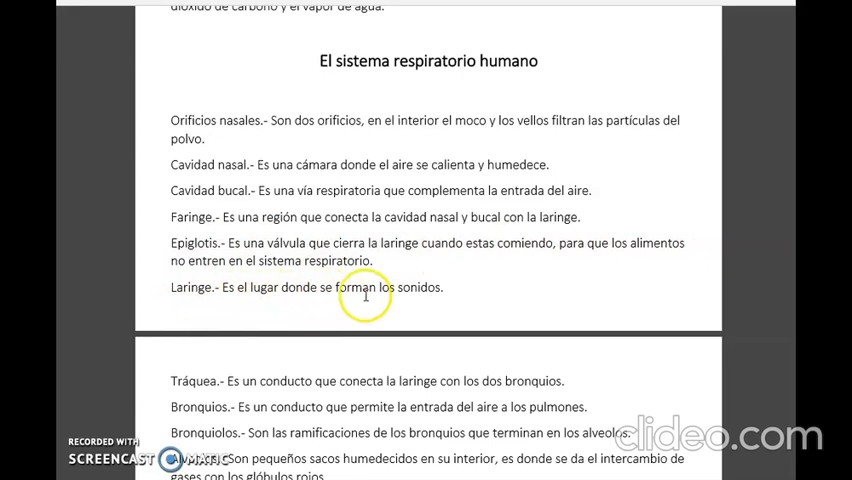 dióxido de carbono y el vapor de agua.
El sistema respiratorio humano
Orificios nasales.- Son dos orificios, en el interior el moco y los vellos filtran las partículas del
polvo.
Cavidad nasal.- Es una cámara donde el aire se calienta y humedece.
Cavidad bucal.- Es una vía respiratoria que complementa la entrada del aire.
Faringe.- Es una región que conecta la cavidad nasal y bucal con la laringe.
Epiglotis.- Es una válvula que cierra la laringe cuando estas comiendo, para que los alimentos
no entren en el sistema respiratorio.
Laringe.- Es el lugar donde se forman los sonidos.
Tráquea.- Es un conducto que conecta la laringe con los dos bronquios.
Bronquios.- Es un conducto que permite la entrada del aire a los pulmones.
Bronquiolos.- Son las ramificaciones de los bronquios que terminan en los alveolos.
clideo.com
RECORDED WITH
SCREENCAST MATIC
Alveolos.- Son pequeños sacos humedecidos en su interior, es donde se da el intercambio de
gases con los glóbulos rojos.